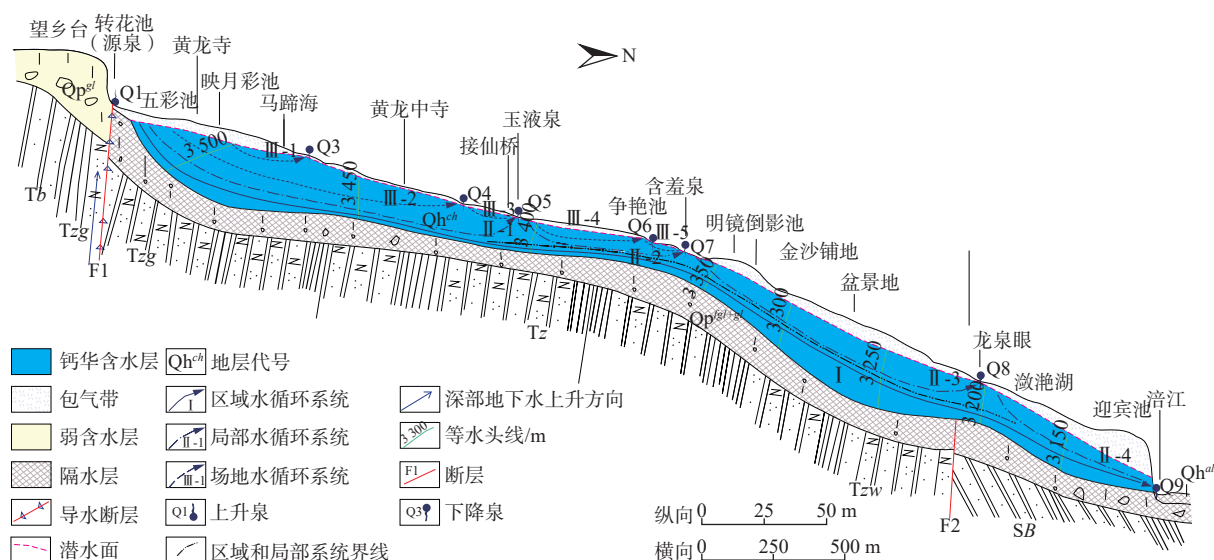 望乡台
转花池
（源泉）
黄龙寺
N
Qp^gl
Q1
五彩池
映月彩池
马蹄海
黄龙中寺
接仙桥
玉液泉
争艳池
含羞泉
明镜倒影池
金沙铺地
盆景地
龙泉眼
潋滟湖
迎宾池
涪江
3 500
Ⅲ-1
Q3
3 450
Ⅲ-2
Q4
Qh^ch
Ⅲ-3
Ⅱ-1
3 400
Q5
Ⅲ-4
Q6
Ⅲ-5
Ⅱ-2
Q7
3 350
3 300
Qp^fgl+gl
3 250
Ⅰ
Ⅱ-3
Q8
3 200
3 150
Ⅱ-4
Q9
Qh^al
Tb
Tzg
F1
Tzg
Tz
Tzw
F2
SB
钙华含水层
Qh^ch 地层代号
包气带
Ⅰ 区域水循环系统
深部地下水上升方向
弱含水层
Ⅱ-1 局部水循环系统
3 300 等水头线/m
隔水层
Ⅲ-1 场地水循环系统
F1 断层
导水断层
Q1 上升泉
Q3 下降泉
潜水面
区域和局部系统界线
纵向 0 25 50 m
横向 0 250 500 m